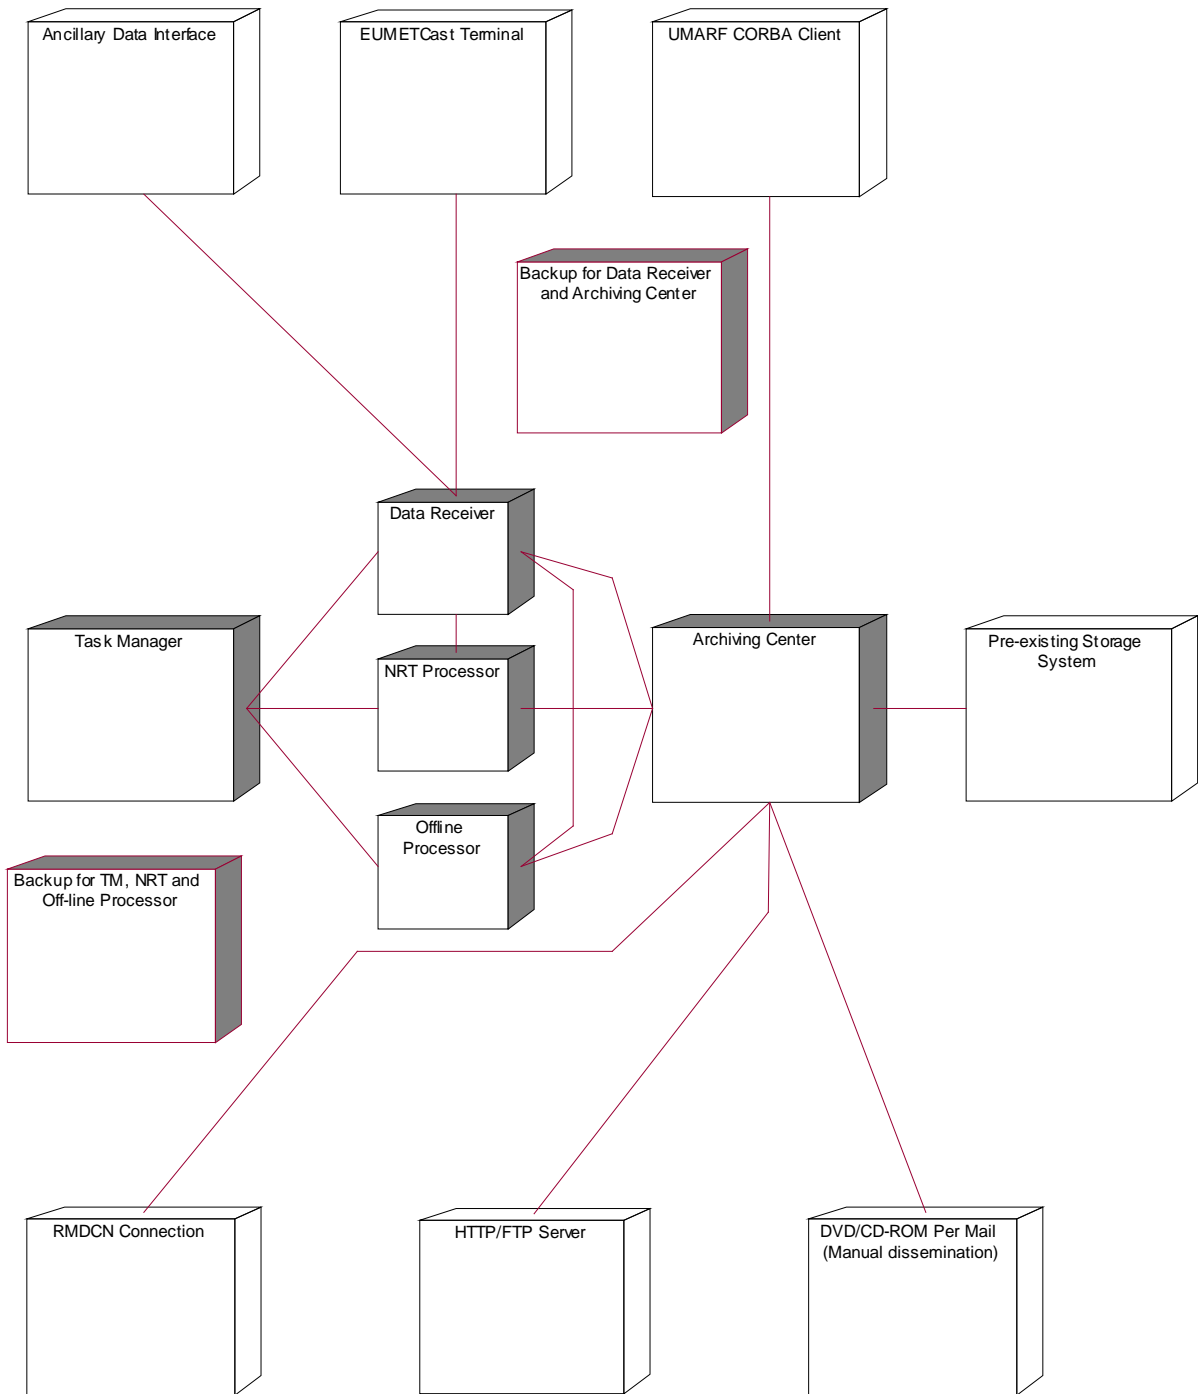 Ancillary Data Interface
EUMETCast Terminal
UMARF CORBA Client
Backup for Data Receiver
and Archiving Center
Data Receiver
Task Manager
NRT Processor
Archiving Center
Pre-existing Storage
System
Offline
Processor
Backup for TM, NRT and
Off-line Processor
RMDCN Connection
HTTP/FTP Server
DVD/CD-ROM Per Mail
(Manual dissemination)